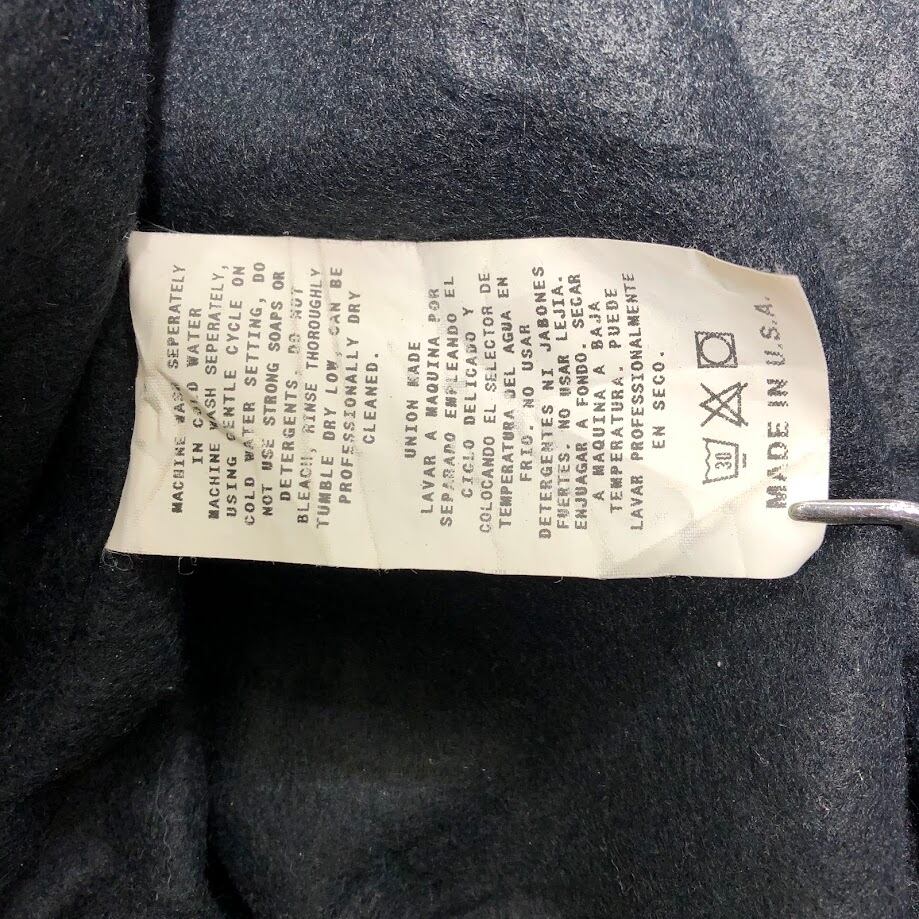 MACHINE WASH SEPERATELY
IN COLD WATER
MACHINE WASH SEPERATELY,
USING GENTLE CYCLE ON
COLD WATER SETTING, DO
NOT USE STRONG SOAPS OR
DETERGENTS DO NOT
BLEACH, RINSE THOROUGHLY
TUMBLE DRY LOW, CAN BE
PROFESSIONALLY DRY
CLEANED.
UNION MADE
LAVAR A MAQUINA POR
SEPARADO EMPLEANDO EL
CICLO DELICADO Y
COLOCANDO EL SELECTOR DE
TEMPERATURA DEL AGUA EN
FRIO. NO USAR
DETERGENTES NI JABONES
FUERTES NO USAR LEJIA.
ENJUAGAR A FONDO. SECAR
A MAQUINA A BAJA
TEMPERATURA. PUEDE
LAVAR PROFESSIONALMENTE
EN SECO.
30
MADE IN U.S.A.